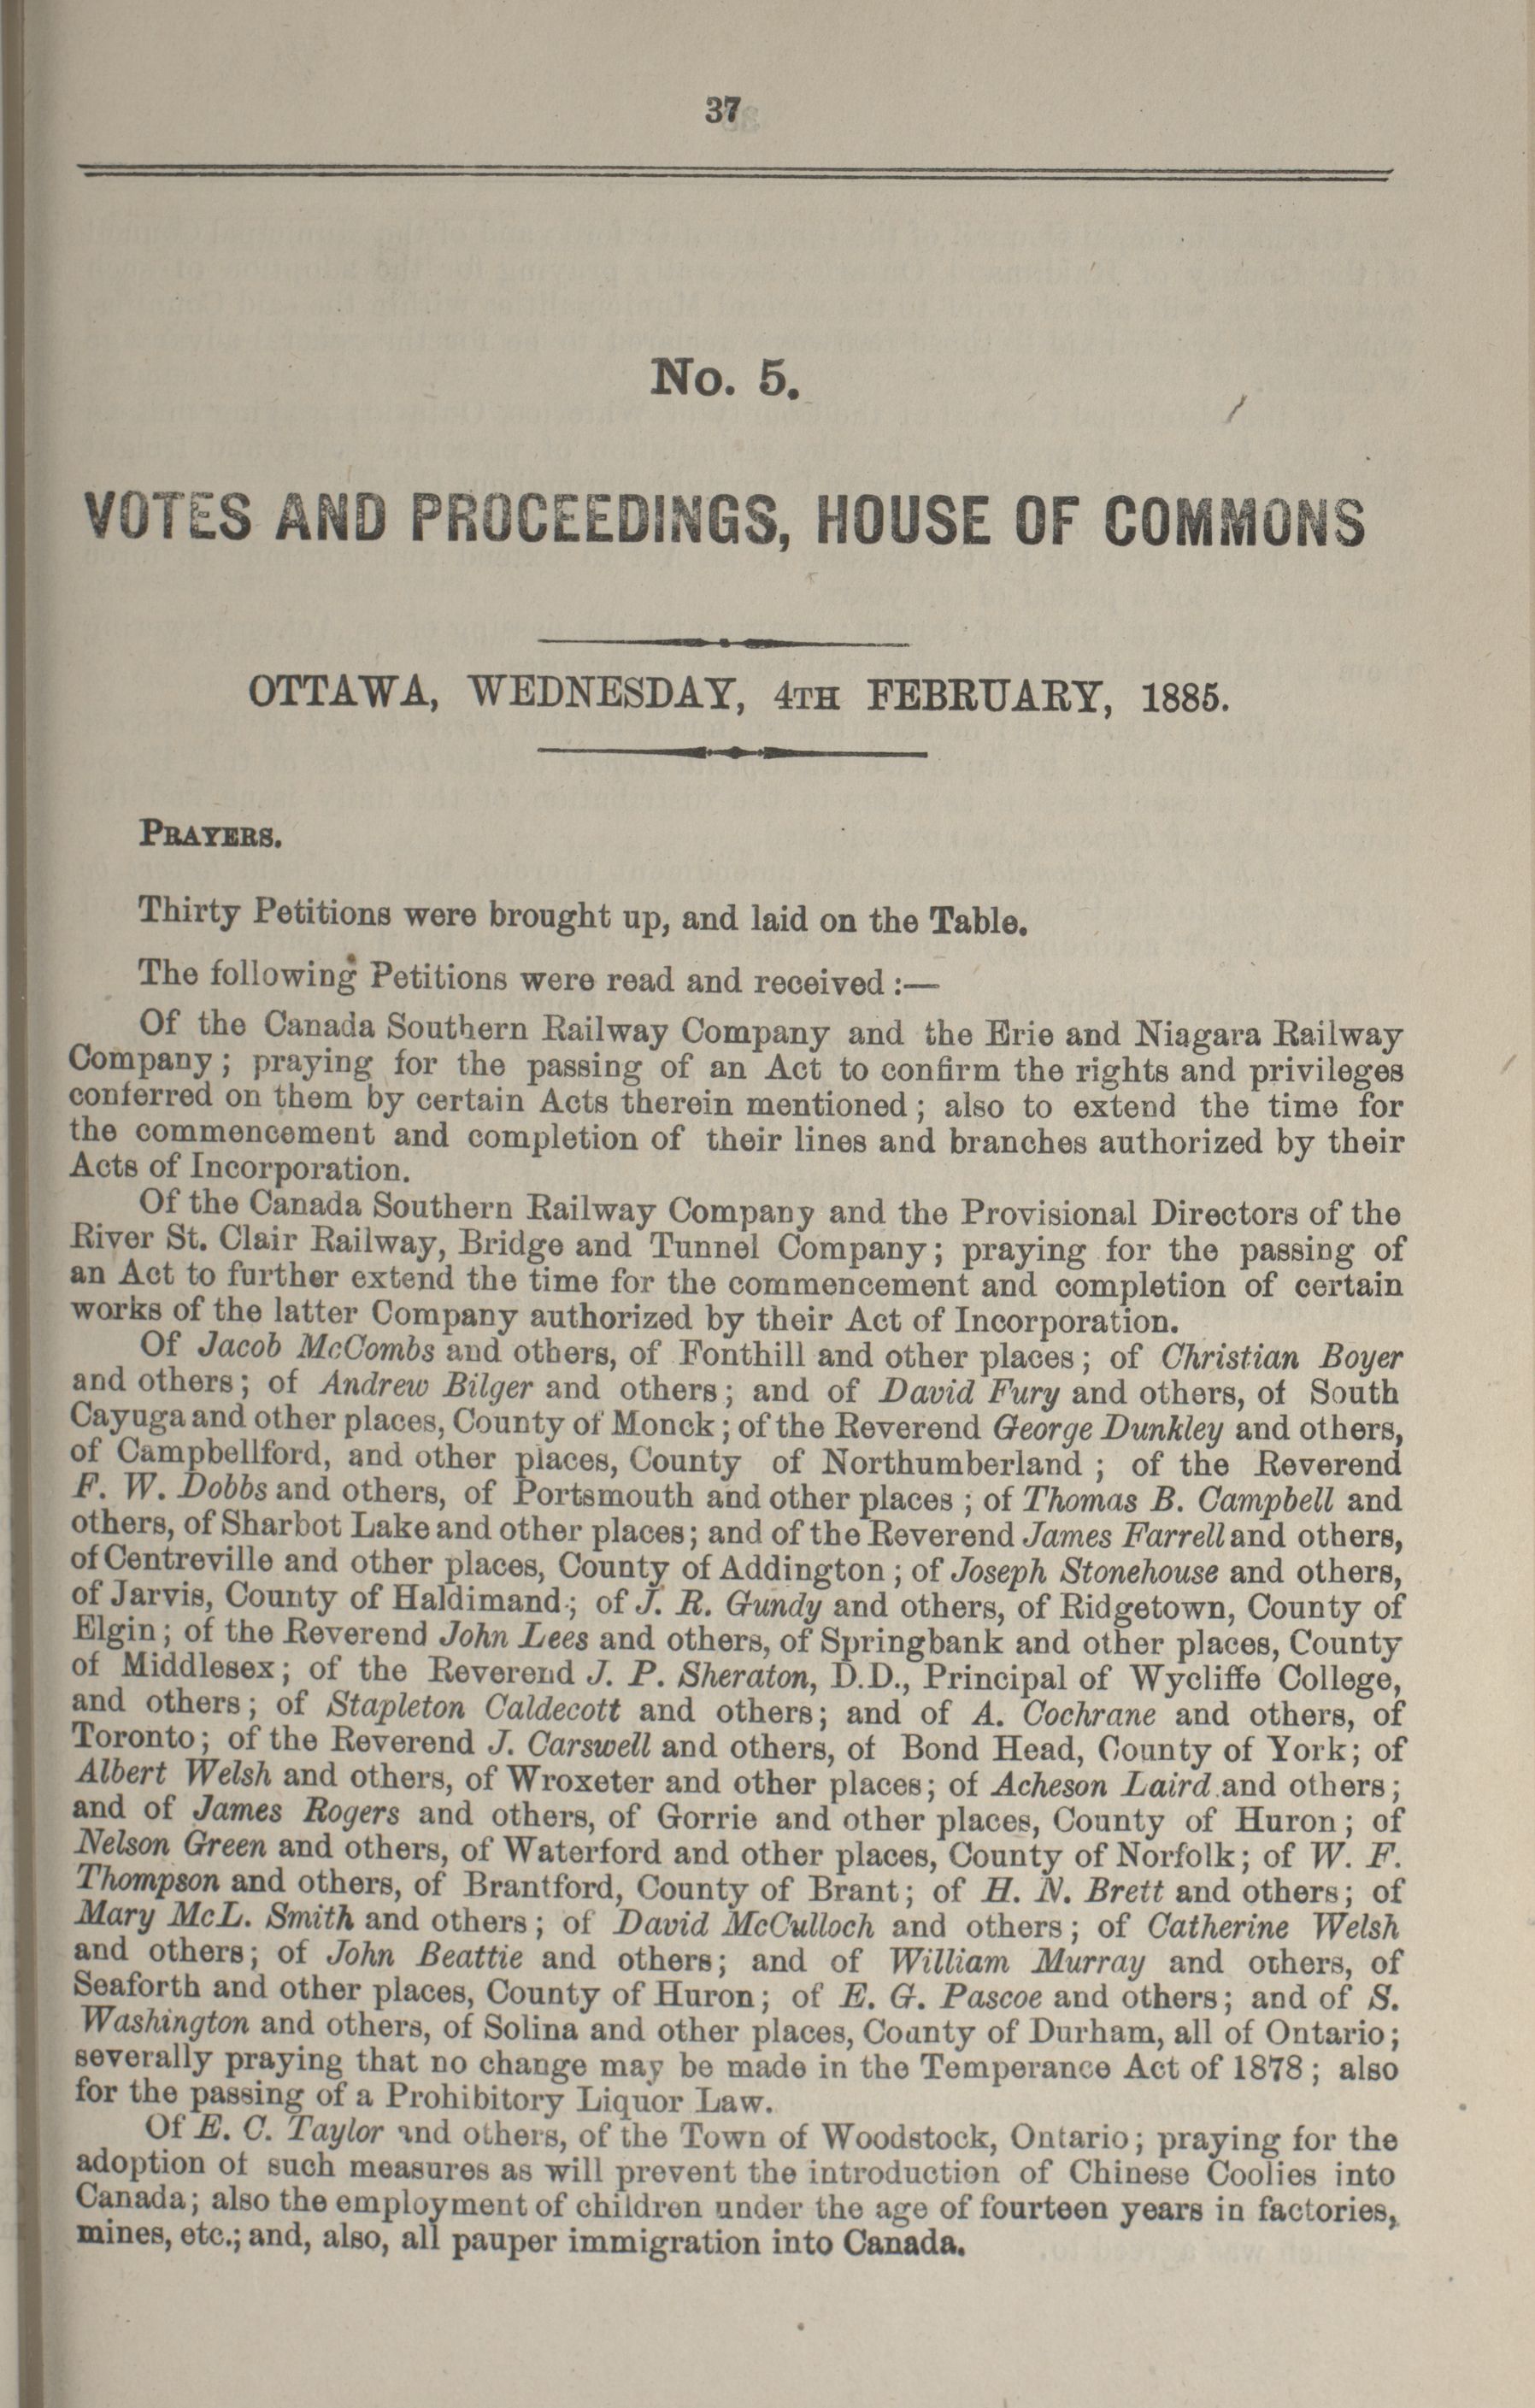 37
No. 5.
VOTES AND PROCEEDINGS, HOUSE OF COMMONS
OTTAWA, WEDNESDAY, 4TH FEBRUARY, 1885.
PRAYERS.
Thirty Petitions were brought up, and laid on the Table.
The following Petitions were read and received :—
Of the Canada Southern Railway Company and the Erie and Niagara Railway
Company; praying for the passing of an Act to confirm the rights and privileges
conferred on them by certain Acts therein mentioned; also to extend the time for
the commencement and completion of their lines and branches authorized by their
Acts of Incorporation.
Of the Canada Southern Railway Company and the Provisional Directors of the
River St. Clair Railway, Bridge and Tunnel Company; praying for the passing of
an Act to further extend the time for the commencement and completion of certain
works of the latter Company authorized by their Act of Incorporation.
Of Jacob McCombs and others, of Fonthill and other places; of Christian Boyer
and others; of Andrew Bilger and others; and of David Fury and others, of South
Cayuga and other places, County of Monck; of the Reverend George Dunkley and others,
of Campbellford, and other places, County of Northumberland ; of the Reverend
F. W. Dobbs and others, of Portsmouth and other places ; of Thomas B. Campbell and
others, of Sharbot Lake and other places; and of the Reverend James Farrell and others,
of Centreville and other places, County of Addington ; of Joseph Stonehouse and others,
of Jarvis, County of Haldimand; of J. R. Gundy and others, of Ridgetown, County of
Elgin; of the Reverend John Lees and others, of Springbank and other places, County
of Middlesex; of the Reverend J. P. Sheraton, D.D., Principal of Wycliffe College,
and others; of Stapleton Caldecott and others; and of A. Cochrane and others, of
Toronto; of the Reverend J. Carswell and others, of Bond Head, County of York; of
Albert Welsh and others, of Wroxeter and other places; of Acheson Laird and others;
and of James Rogers and others, of Gorrie and other places, County of Huron; of
Nelson Green and others, of Waterford and other places, County of Norfolk; of W. F.
Thompson and others, of Brantford, County of Brant; of H. N. Brett and others; of
Mary McL. Smith and others; of David McCulloch and others; of Catherine Welsh
and others; of John Beattie and others; and of William Murray and others, of
Seaforth and other places, County of Huron; of E. G. Pascoe and others; and of S.
Washington and others, of Solina and other places, County of Durham, all of Ontario;
severally praying that no change may be made in the Temperance Act of 1878; also
for the passing of a Prohibitory Liquor Law.
Of E. C. Taylor and others, of the Town of Woodstock, Ontario; praying for the
adoption of such measures as will prevent the introduction of Chinese Coolies into
Canada; also the employment of children under the age of fourteen years in factories,
mines, etc.; and, also, all pauper immigration into Canada.